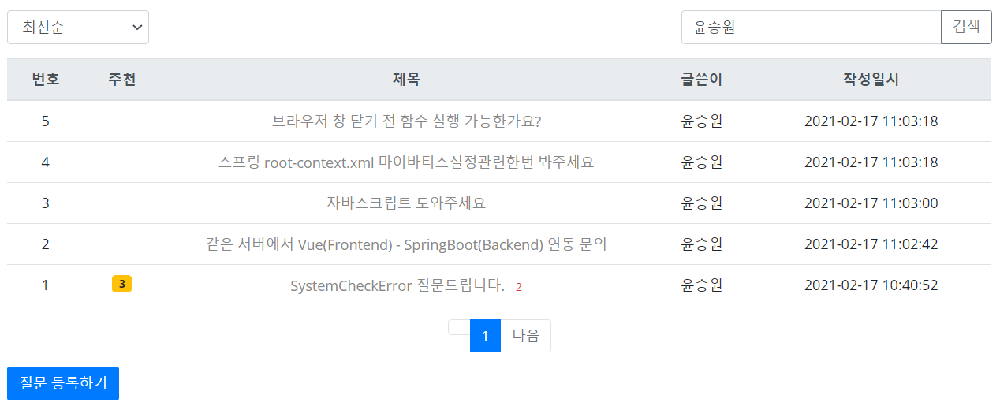 최신순 윤승원 검색
번호 추천 제목 글쓴이 작성일시
5 브라우저 창 닫기 전 함수 실행 가능한가요? 윤승원 2021-02-17 11:03:18
4 스프링 root-context.xml 마이바티스설정관련한번 봐주세요 윤승원 2021-02-17 11:03:18
3 자바스크립트 도와주세요 윤승원 2021-02-17 11:03:00
2 같은 서버에서 Vue(Frontend) - SpringBoot(Backend) 연동 문의 윤승원 2021-02-17 11:02:42
1 3 SystemCheckError 질문드립니다. 2 윤승원 2021-02-17 10:40:52
1 다음
질문 등록하기